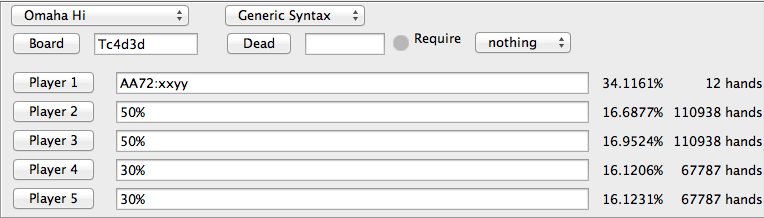 Omaha Hi Generic Syntax
Board Tc4d3d Dead Require nothing
Player 1 AA72:xxyy 34.1161% 12 hands
Player 2 50% 16.6877% 110938 hands
Player 3 50% 16.9524% 110938 hands
Player 4 30% 16.1206% 67787 hands
Player 5 30% 16.1231% 67787 hands